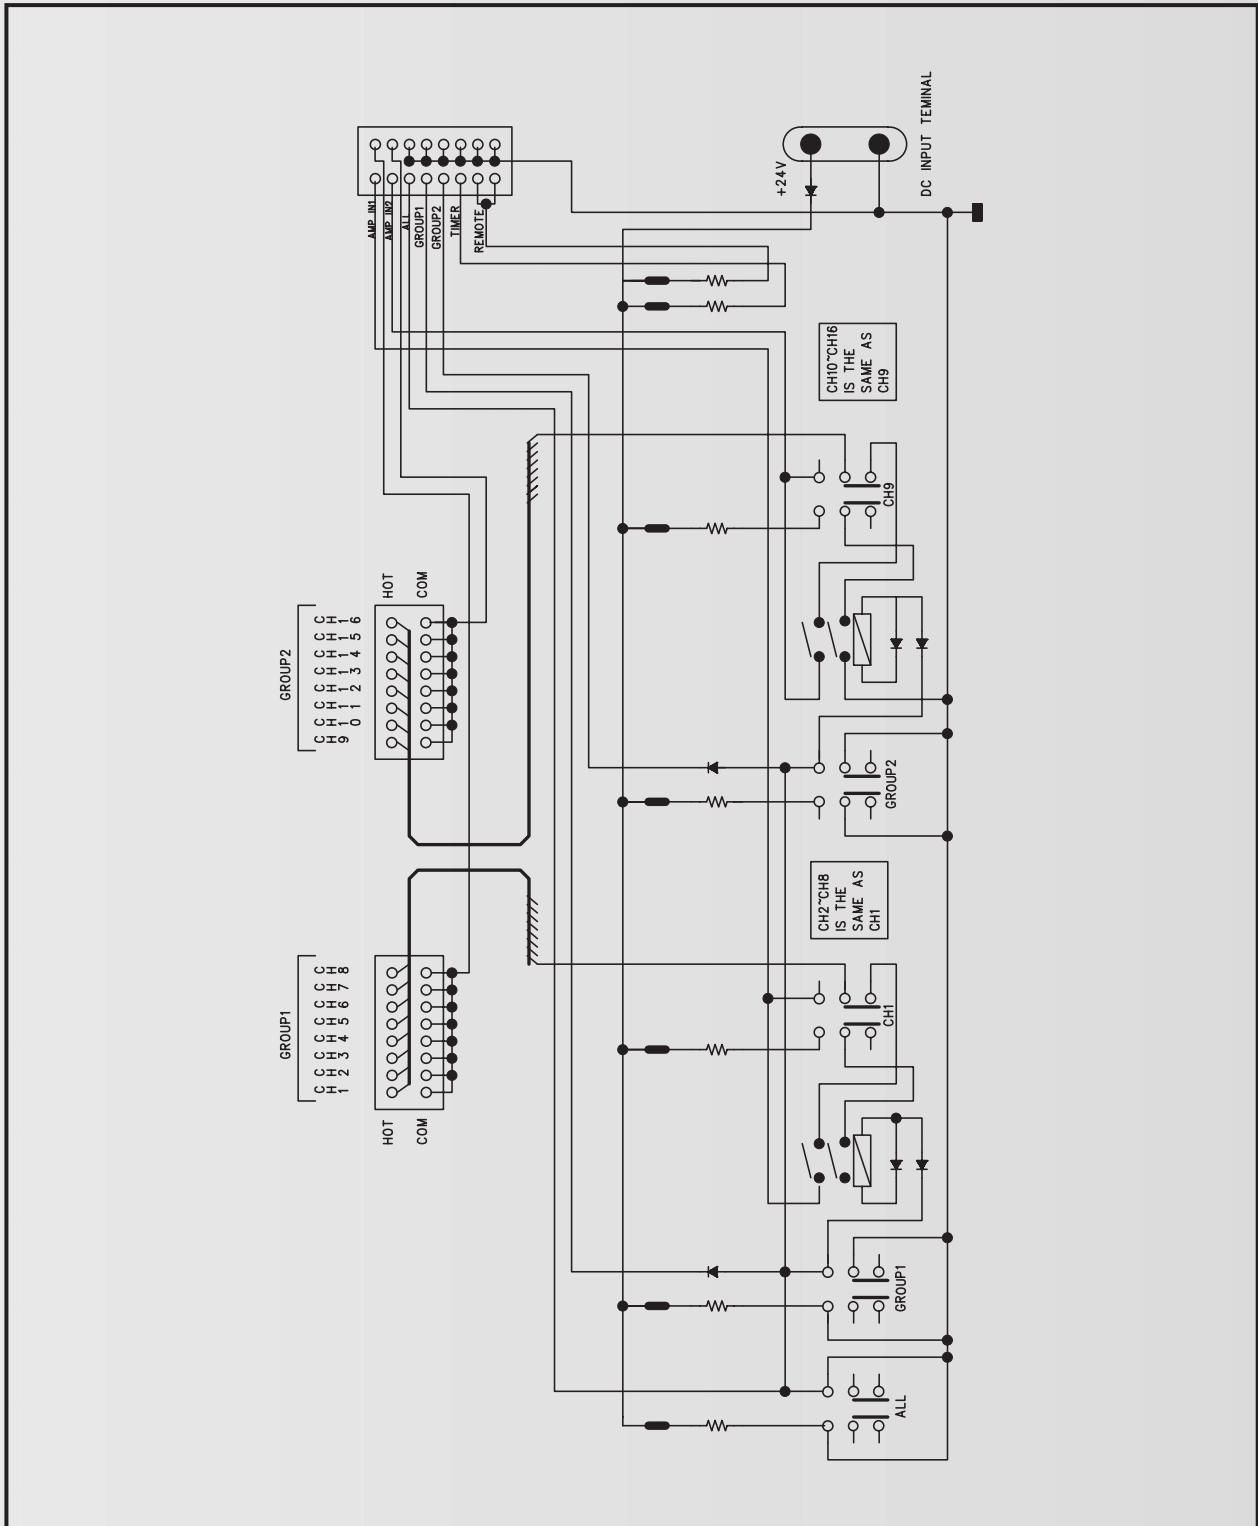 DC INPUT TEMINAL
+24V
AMP IN1
AMP IN2
ALL
GROUP1
GROUP2
TIMER
REMOTE
CH10~CH16
IS THE
SAME AS
CH9
CH9
GROUP2
HOT
COM
CH16
CH15
CH14
CH13
CH12
CH11
CH10
CH9
GROUP2
CH2~CH8
IS THE
SAME AS
CH1
GROUP1
CH8
CH7
CH6
CH5
CH4
CH3
CH2
CH1
HOT
COM
CH1
GROUP1
ALL